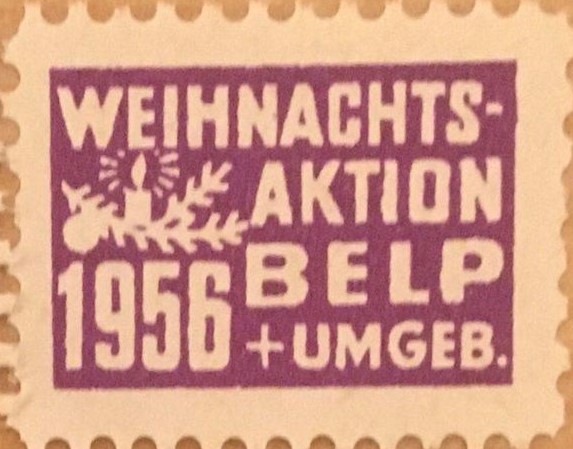 WEIHNACHTS-
AKTION
1956 BELP
+UMGEB.